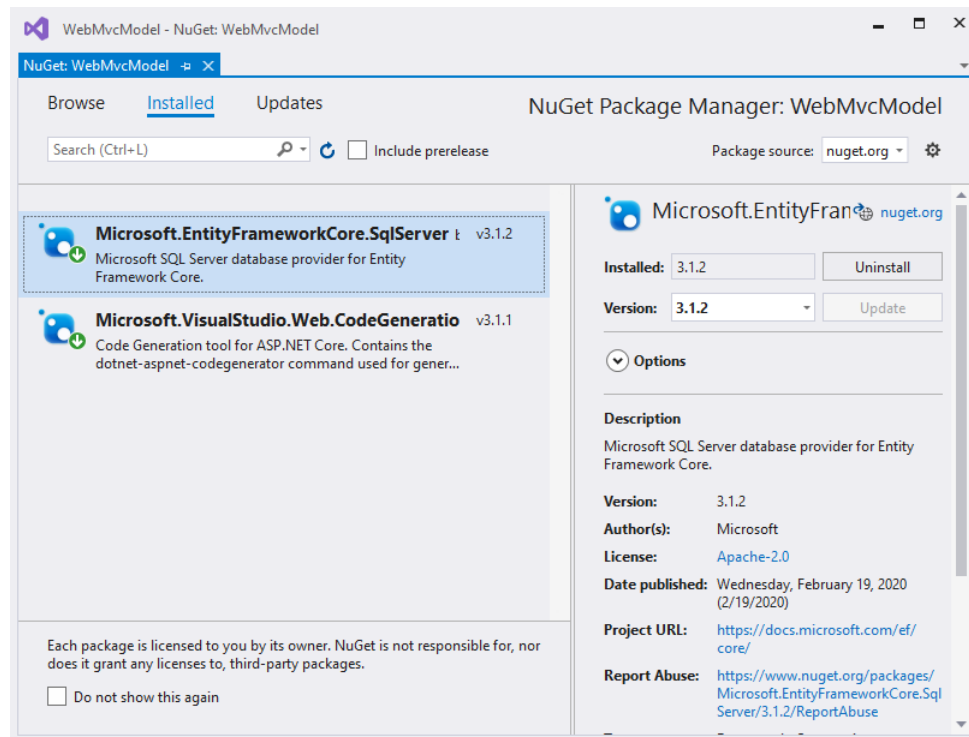 WebMvcModel - NuGet: WebMvcModel
NuGet: WebMvcModel
Browse Installed Updates
NuGet Package Manager: WebMvcModel
Search (Ctrl+L)
Include prerelease
Package source: nuget.org
Microsoft.EntityFrameworkCore.SqlServer v3.1.2
Microsoft SQL Server database provider for Entity
Framework Core.
Microsoft.VisualStudio.Web.CodeGeneratio v3.1.1
Code Generation tool for ASP.NET Core. Contains the
dotnet-aspnet-codegenerator command used for gener...
Each package is licensed to you by its owner. NuGet is not responsible for, nor
does it grant any licenses to, third-party packages.
Do not show this again
Microsoft.EntityFran nuget.org
Installed: 3.1.2 Uninstall
Version: 3.1.2 Update
Options
Description
Microsoft SQL Server database provider for Entity
Framework Core.
Version: 3.1.2
Author(s): Microsoft
License: Apache-2.0
Date published: Wednesday, February 19, 2020
(2/19/2020)
Project URL: https://docs.microsoft.com/ef/
core/
Report Abuse: https://www.nuget.org/packages/
Microsoft.EntityFrameworkCore.Sql
Server/3.1.2/ReportAbuse